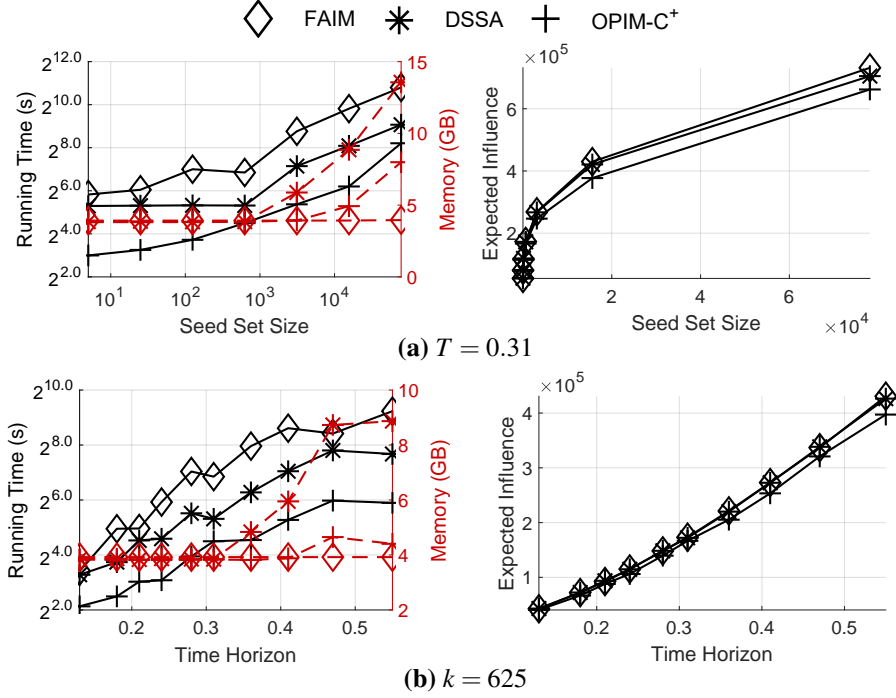 FAIM DSSA OPIM-C⁺
2^12.0
2^10.0
2^8.0
2^6.0
2^4.0
2^2.0
Running Time (s)
10^1 10^2 10^3 10^4
Seed Set Size
15
10
5
0
Memory (GB)
× 10^5
6
4
2
Expected Influence
0 2 4 6
Seed Set Size × 10^4
(a) T = 0.31
2^10.0
2^8.0
2^6.0
2^4.0
2^2.0
Running Time (s)
0.2 0.3 0.4 0.5
Time Horizon
10
8
6
4
2
Memory (GB)
× 10^5
4
3
2
1
Expected Influence
0.2 0.3 0.4 0.5
Time Horizon
(b) k = 625